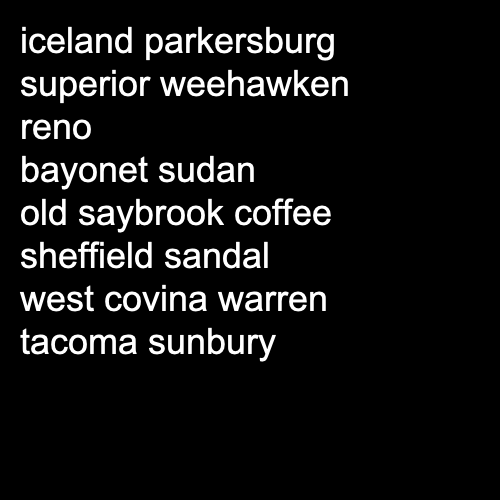 iceland parkersburg
superior weehawken
reno
bayonet sudan
old saybrook coffee
sheffield sandal
west covina warren
tacoma sunbury